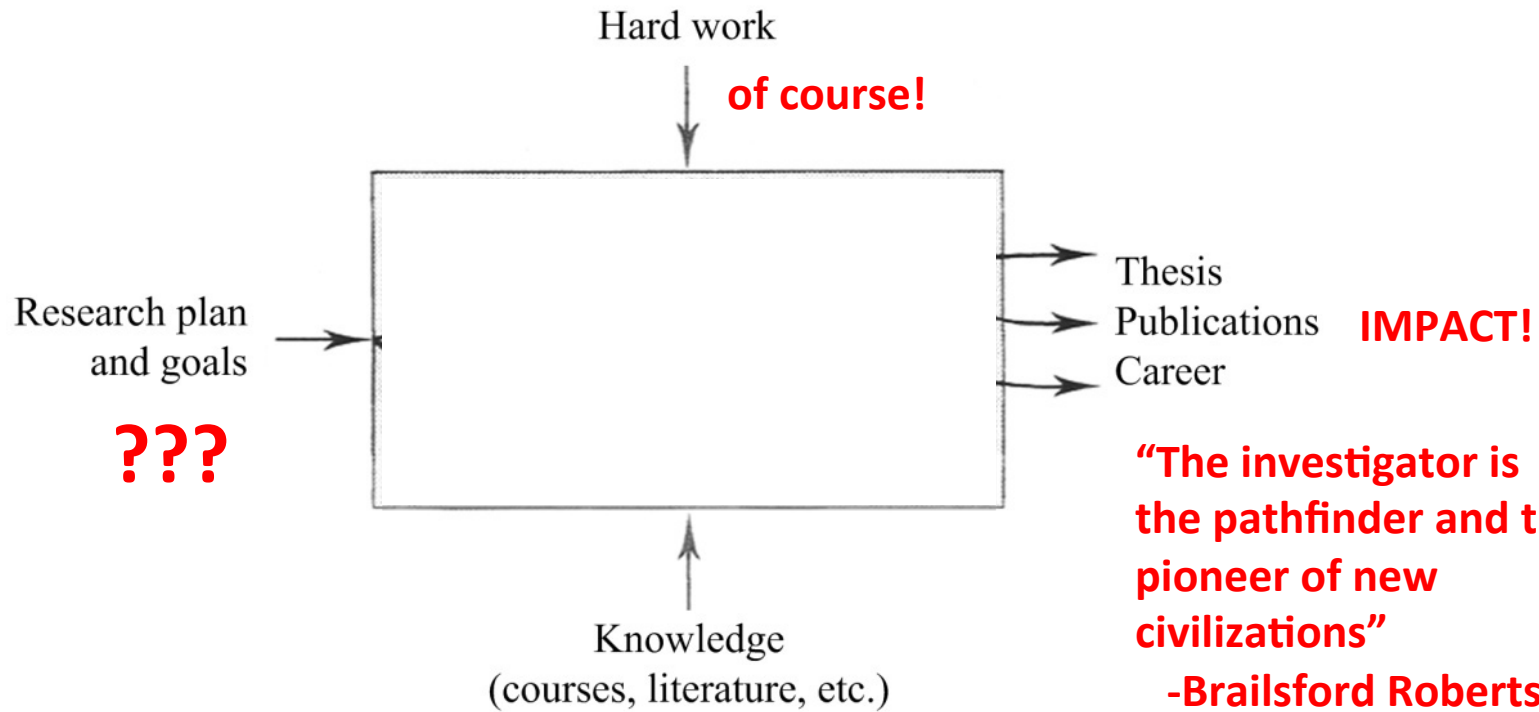 Hard work
of course!
Research plan
and goals
???
Thesis
Publications
Career
IMPACT!
“The investigator is
the pathfinder and
pioneer of new
civilizations”
-Brailsford
Knowledge
(courses, literature, etc.)